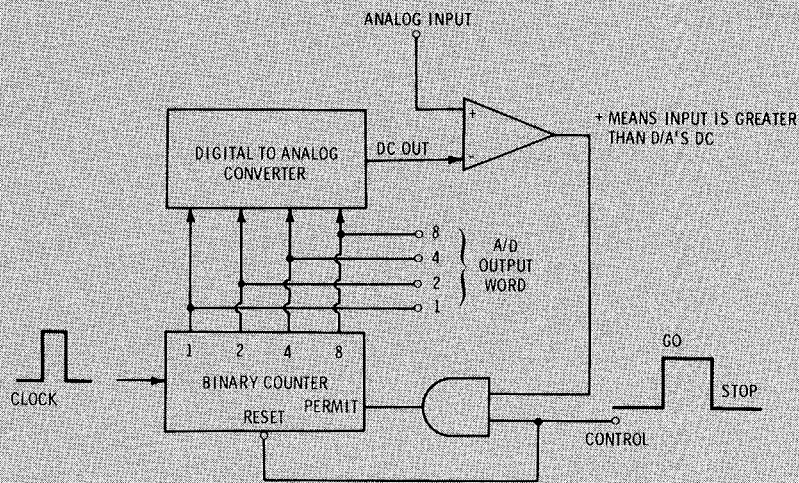 ANALOG INPUT
+
-
+ MEANS INPUT IS GREATER
THAN D/A'S DC
DIGITAL TO ANALOG
CONVERTER
DC OUT
8
4
2
1
A/D
OUTPUT
WORD
1 2 4 8
BINARY COUNTER
PERMIT
RESET
CLOCK
GO
STOP
CONTROL